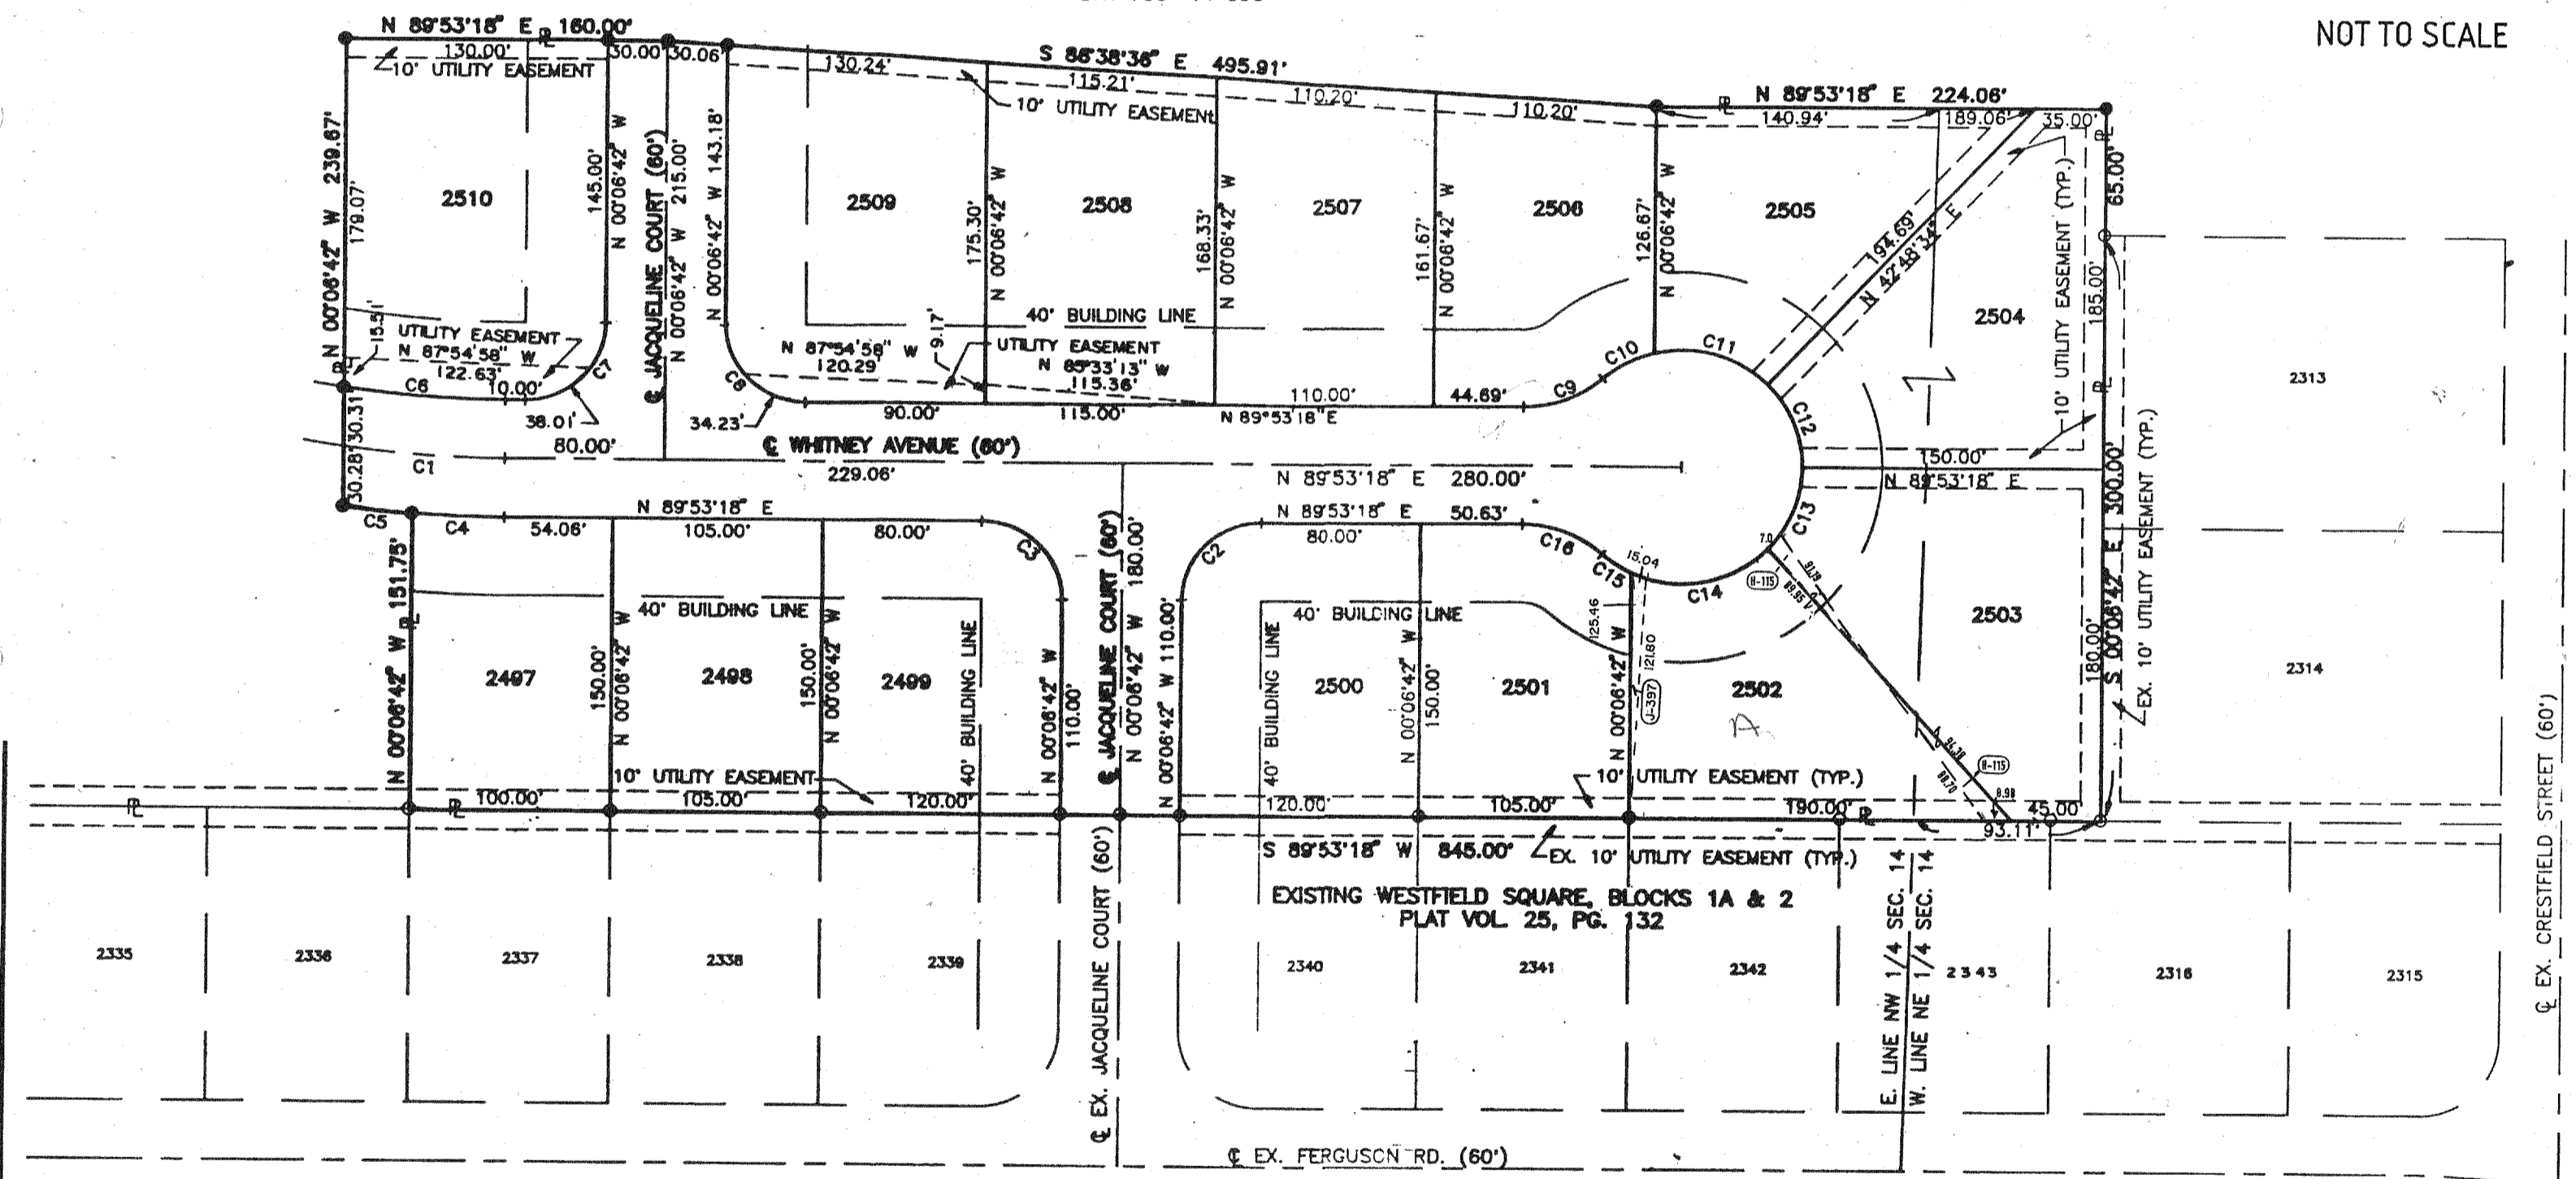 NOT TO SCALE
N 89°53'18" E 160.00'
130.00'
30.00'
30.06'
10' UTILITY EASEMENT
S 86°38'36" E 495.91'
130.24'
115.21'
110.20'
110.20'
10' UTILITY EASEMENT
N 89°53'18" E 224.06'
140.94'
189.06'
35.00'
N 00°06'42" W 239.67'
179.07'
2510
145.00'
N 00°06'42" W
JACQUELINE COURT (60')
N 00°06'42" W 215.00'
N 00°06'42" W 143.18'
2509
175.30'
N 00°06'42" W
2508
168.33'
N 00°06'42" W
2507
161.67'
N 00°06'42" W
2506
126.67'
N 00°06'42" W
2505
194.69'
N 42°48'34" E
2504
10' UTILITY EASEMENT (TYP.)
65.00'
185.00'
2313
15.51'
UTILITY EASEMENT
N 87°54'58" W
122.63'
C6
10.00'
C7
38.01'
C8
34.23'
N 87°54'58" W
120.29'
9.17'
40' BUILDING LINE
UTILITY EASEMENT
N 85°33'13" W
115.36'
90.00'
115.00'
110.00'
N 89°53'18" E
44.69'
C9
C10
C11
C12
30.31'
30.28'
C1
80.00'
℄ WHITNEY AVENUE (60')
229.06'
N 89°53'18" E 280.00'
150.00'
N 89°53'18" E
S 00°06'42" E 300.00'
EX. 10' UTILITY EASEMENT (TYP.)
C5
C4
N 89°53'18" E
54.06'
105.00'
80.00'
C3
C2
N 89°53'18" E 50.63'
80.00'
C16
C15
15.04
C14
C13
7.0
H-115
91.19
89.95
N 00°06'42" W 151.75'
40' BUILDING LINE
2497
150.00'
N 00°06'42" W
2498
150.00'
N 00°06'42" W
2499
40' BUILDING LINE
N 00°06'42" W
110.00'
℄ JACQUELINE COURT (60')
N 00°06'42" W 180.00'
N 00°06'42" W 110.00'
40' BUILDING LINE
40' BUILDING LINE
2500
N 00°06'42" W
150.00'
2501
125.46
N 00°06'42" W
121.80
J-397
2502
2503
180.00'
2314
94.38
88.70
H-115
8.98
10' UTILITY EASEMENT
100.00'
105.00'
120.00'
120.00'
105.00'
10' UTILITY EASEMENT (TYP.)
190.00'
45.00'
93.11'
S 89°53'18" W 845.00'
EX. 10' UTILITY EASEMENT (TYP.)
EXISTING WESTFIELD SQUARE, BLOCKS 1A & 2
PLAT VOL. 25, PG. 132
℄ EX. JACQUELINE COURT (60')
E. LINE NW 1/4 SEC. 14
W. LINE NE 1/4 SEC. 14
℄ EX. CRESTFIELD STREET (60')
2335
2336
2337
2338
2339
2340
2341
2342
2343
2316
2315
℄ EX. FERGUSON RD. (60')